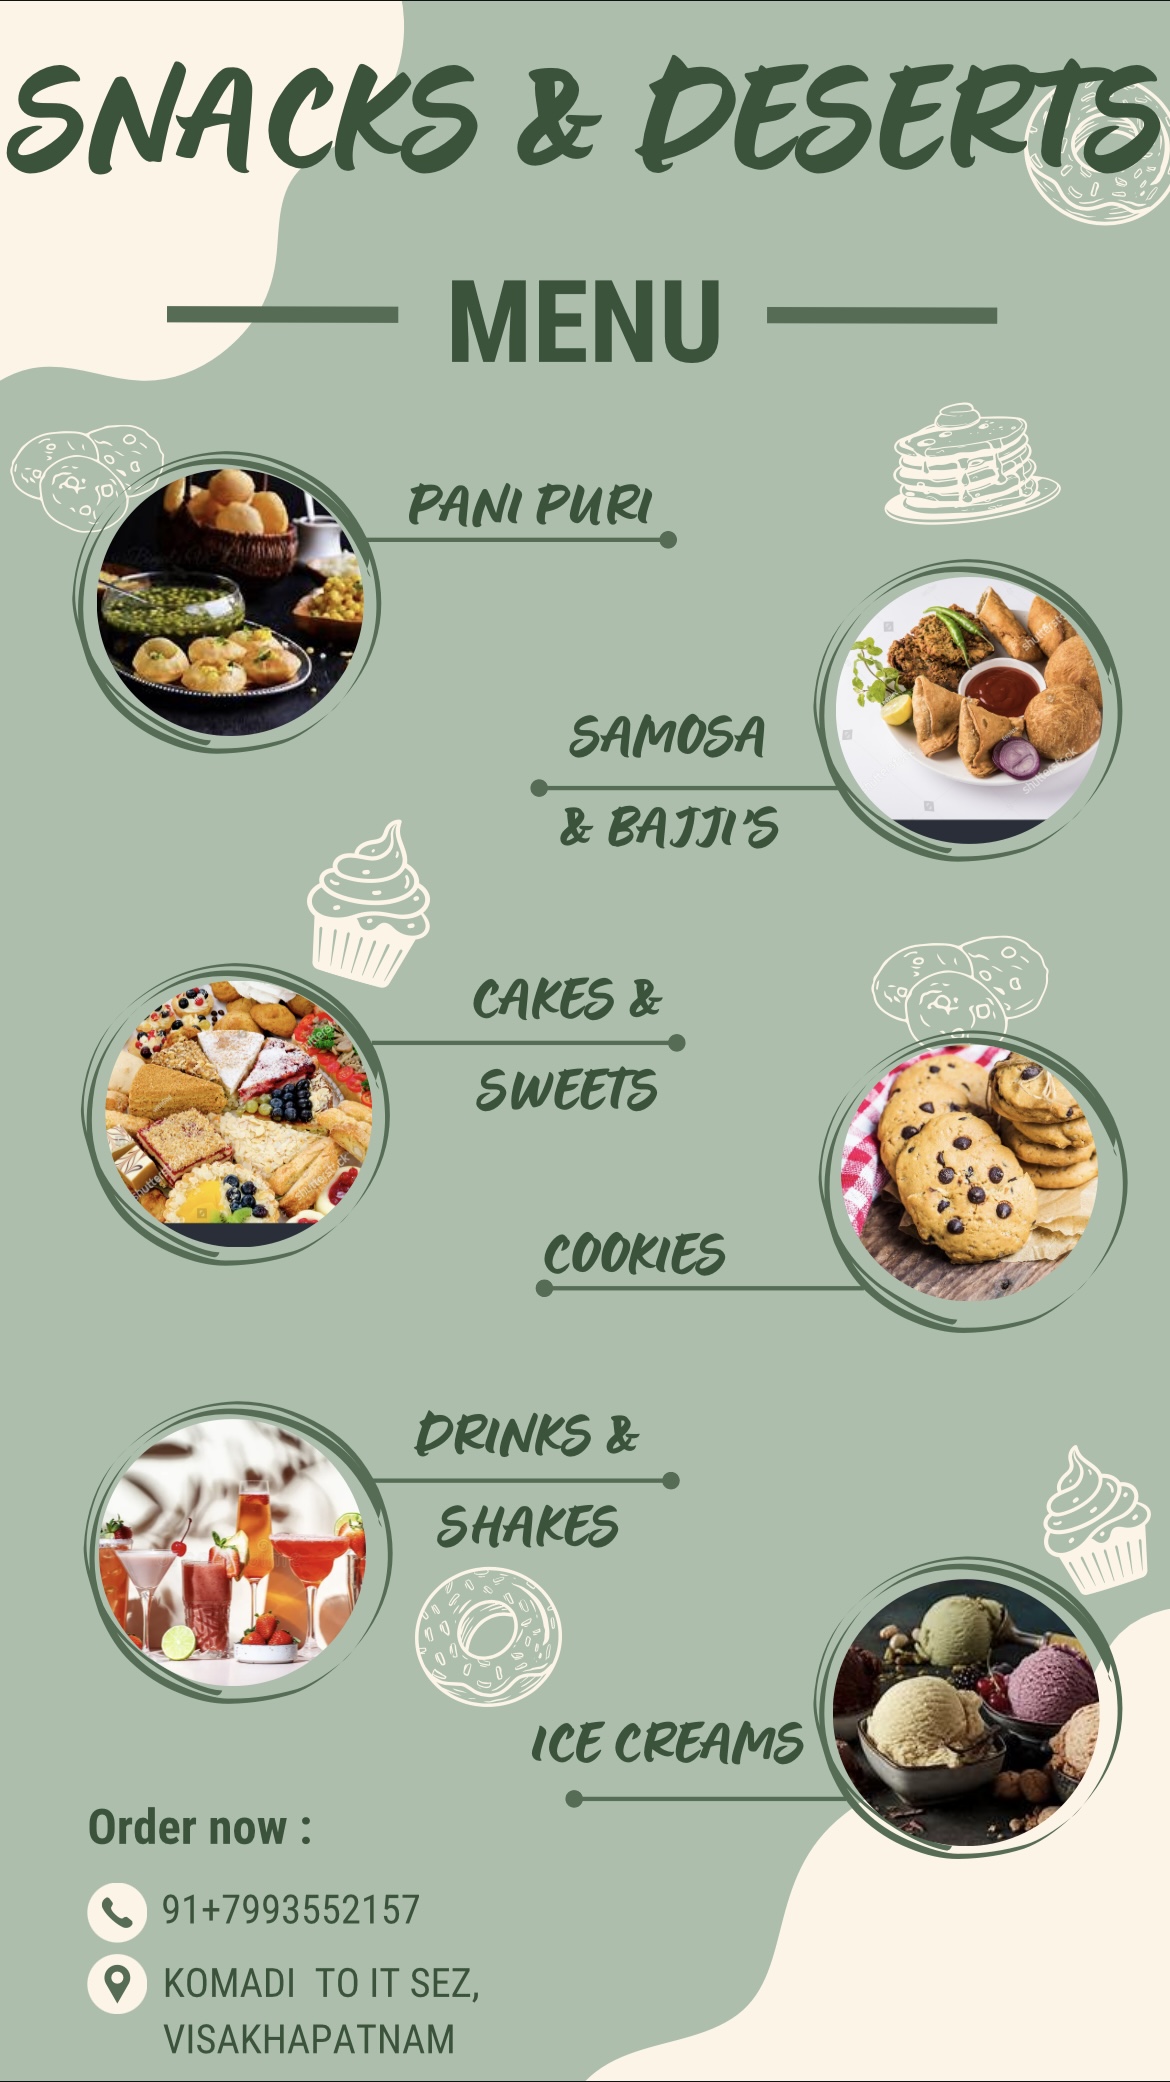 SNACKS & DESERTS
MENU
PANI PURI
SAMOSA
& BAJJI'S
CAKES &
SWEETS
COOKIES
DRINKS &
SHAKES
ICE CREAMS
Order now :
91+7993552157
KOMADI TO IT SEZ,
VISAKHAPATNAM